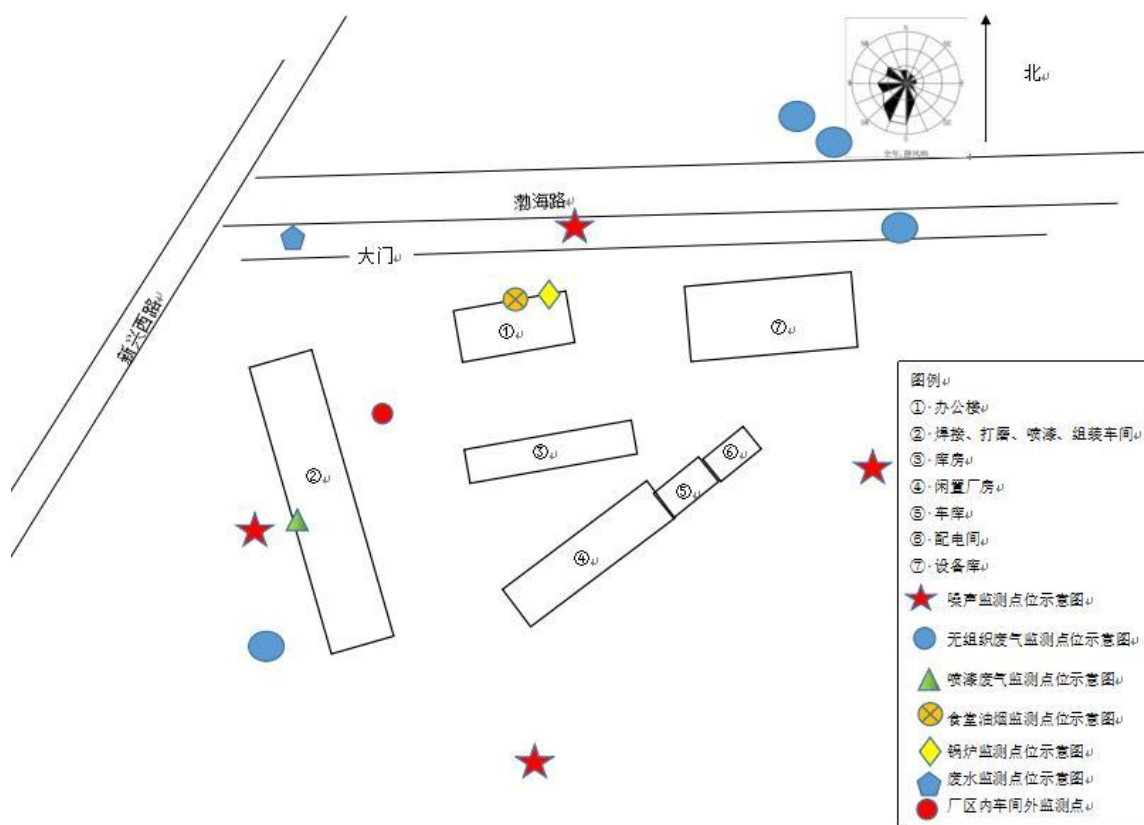 N
S
北
全年,静风
渤海路
大门
新兴西路
①
⑦
③
②
⑥
⑤
④
图例
①·办公楼
②·焊接、打磨、喷漆、组装车间
③·库房
④·闲置厂房
⑤·车库
⑥·配电间
⑦·设备库
噪声监测点位示意图
无组织废气监测点位示意图
喷漆废气监测点位示意图
食堂油烟监测点位示意图
锅炉监测点位示意图
废水监测点位示意图
厂区内车间外监测点